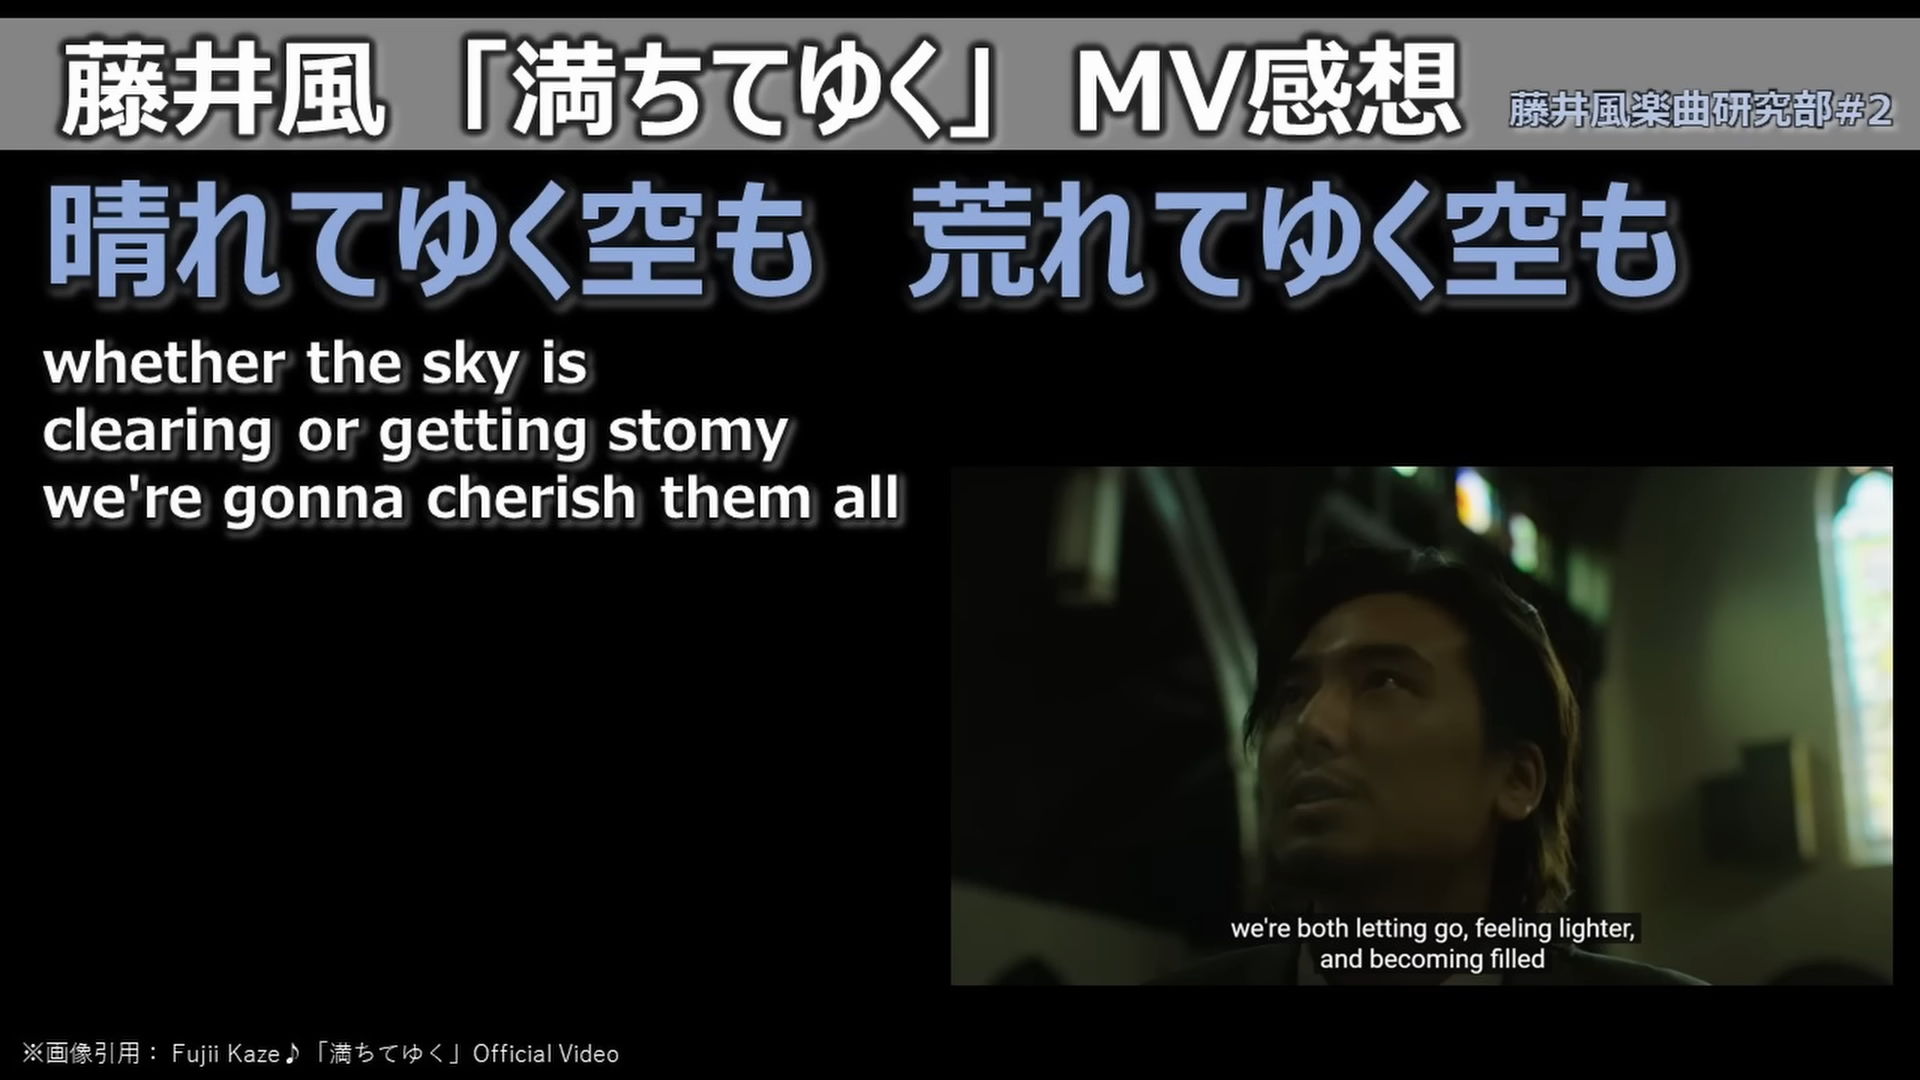 藤井風 「満ちてゆく」 MV感想 藤井風楽曲研究部#2
晴れてゆく空も 荒れてゆく空も
whether the sky is
clearing or getting stomy
we're gonna cherish them all
we're both letting go, feeling lighter,
and becoming filled
※画像引用： Fujii Kaze♪「満ちてゆく」Official Video